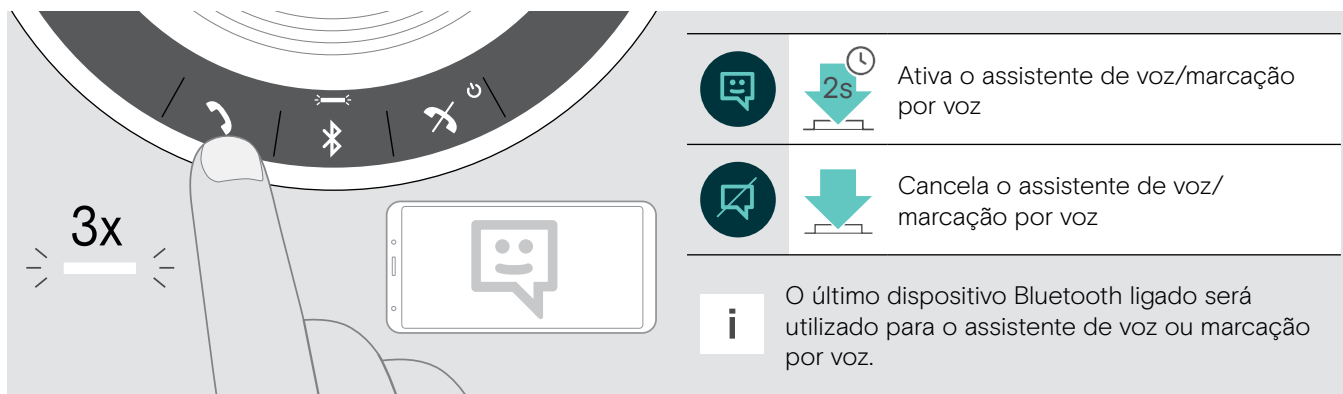 3x
2s
Ativa o assistente de voz/marcação
por voz
Cancela o assistente de voz/
marcação por voz
i
O último dispositivo Bluetooth ligado será
utilizado para o assistente de voz ou marcação
por voz.